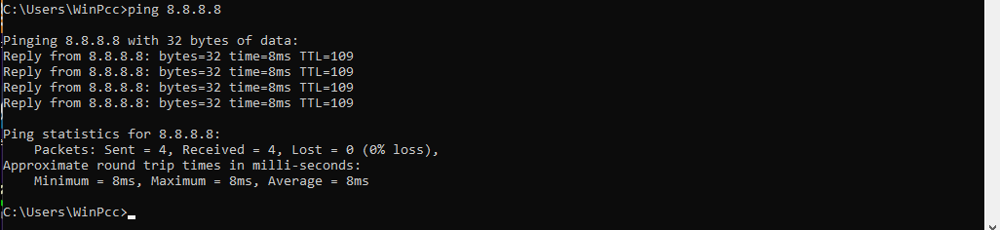 C:\Users\WinPcc>ping 8.8.8.8
Pinging 8.8.8.8 with 32 bytes of data:
Reply from 8.8.8.8: bytes=32 time=8ms TTL=109
Reply from 8.8.8.8: bytes=32 time=8ms TTL=109
Reply from 8.8.8.8: bytes=32 time=8ms TTL=109
Reply from 8.8.8.8: bytes=32 time=8ms TTL=109
Ping statistics for 8.8.8.8:
    Packets: Sent = 4, Received = 4, Lost = 0 (0% loss),
Approximate round trip times in milli-seconds:
    Minimum = 8ms, Maximum = 8ms, Average = 8ms
C:\Users\WinPcc>